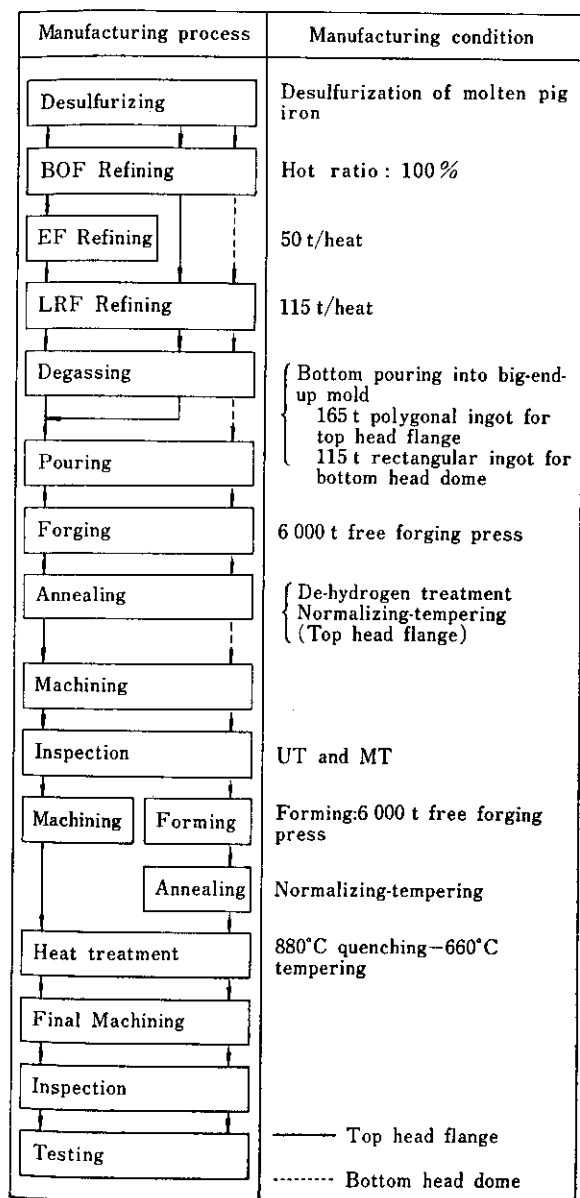 Manufacturing process
Manufacturing condition
Desulfurizing
Desulfurization of molten pig
iron
BOF Refining
Hot ratio : 100%
EF Refining
50 t/heat
LRF Refining
115 t/heat
Degassing
Bottom pouring into big-end-
up mold
165 t polygonal ingot for
top head flange
115 t rectangular ingot for
bottom head dome
Pouring
Forging
6 000 t free forging press
Annealing
De-hydrogen treatment
Normalizing-tempering
(Top head flange)
Machining
Inspection
UT and MT
Machining
Forming
Forming:6 000 t free forging
press
Annealing
Normalizing-tempering
Heat treatment
880°C quenching–660°C
tempering
Final Machining
Inspection
Testing
Top head flange
Bottom head dome